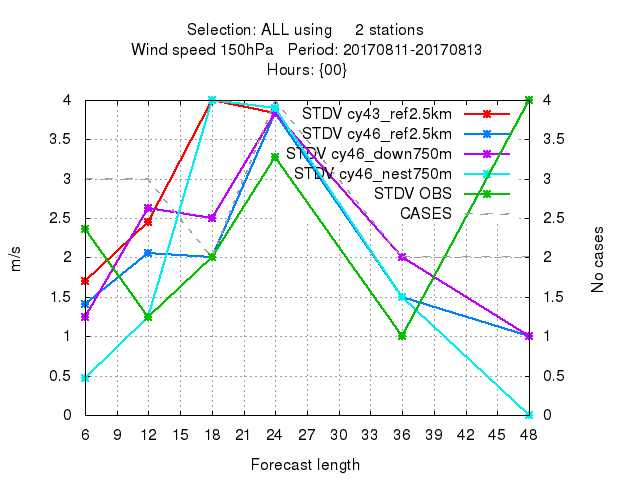 Selection: ALL using 2 stations
Wind speed 150hPa Period: 20170811-20170813
Hours: {00}
4 4
STDV cy43_ref2.5km
3.5 3.5
STDV cy46_ref2.5km
STDV cy46_down750m
3 3
STDV cy46_nest750m
STDV OBS
2.5 2.5
CASES
2 2
1.5 1.5
1 1
0.5 0.5
0 0
m/s
No cases
6 9 12 15 18 21 24 27 30 33 36 39 42 45 48
Forecast length